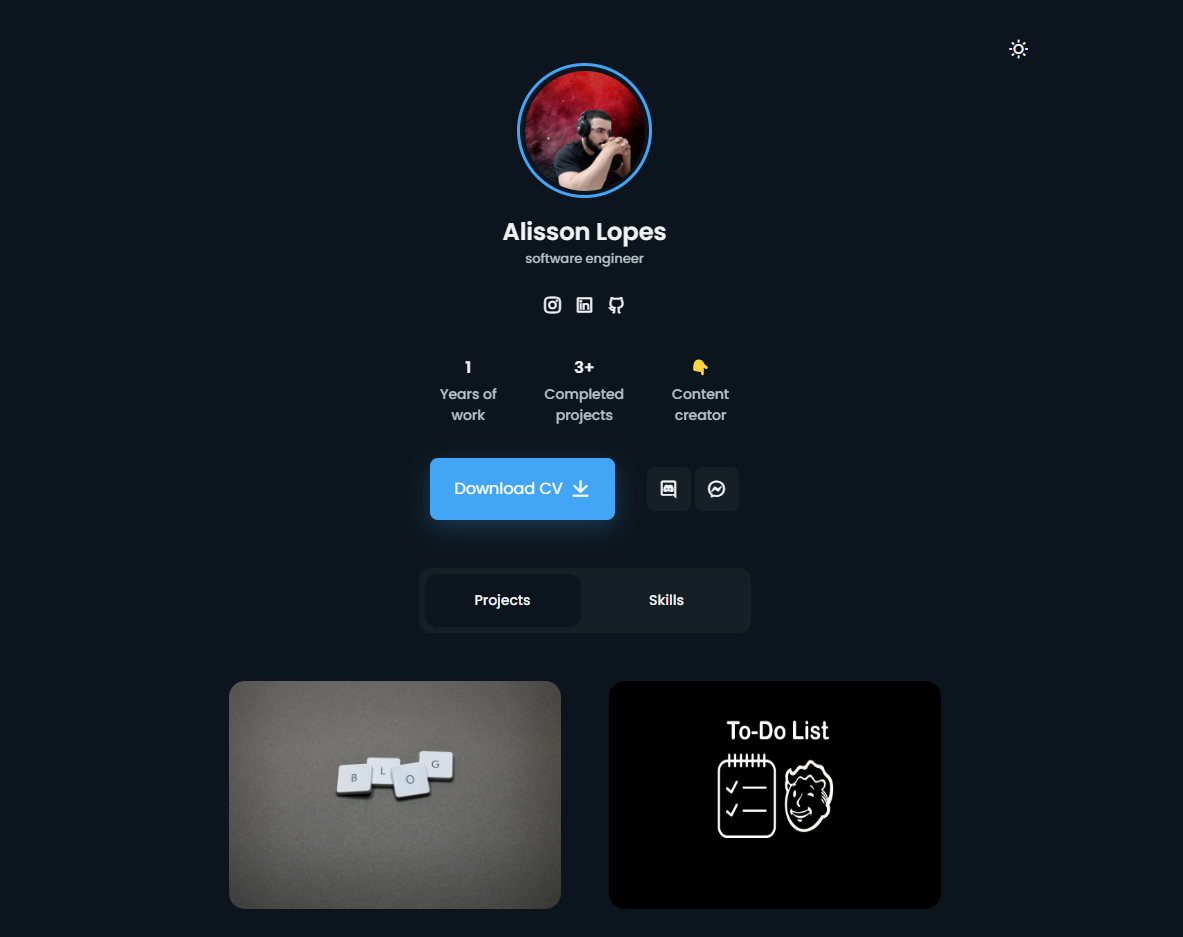 Alisson Lopes
software engineer
1
Years of
work
3+
Completed
projects
👇
Content
creator
Download CV
Projects
Skills
B L O G
To-Do List